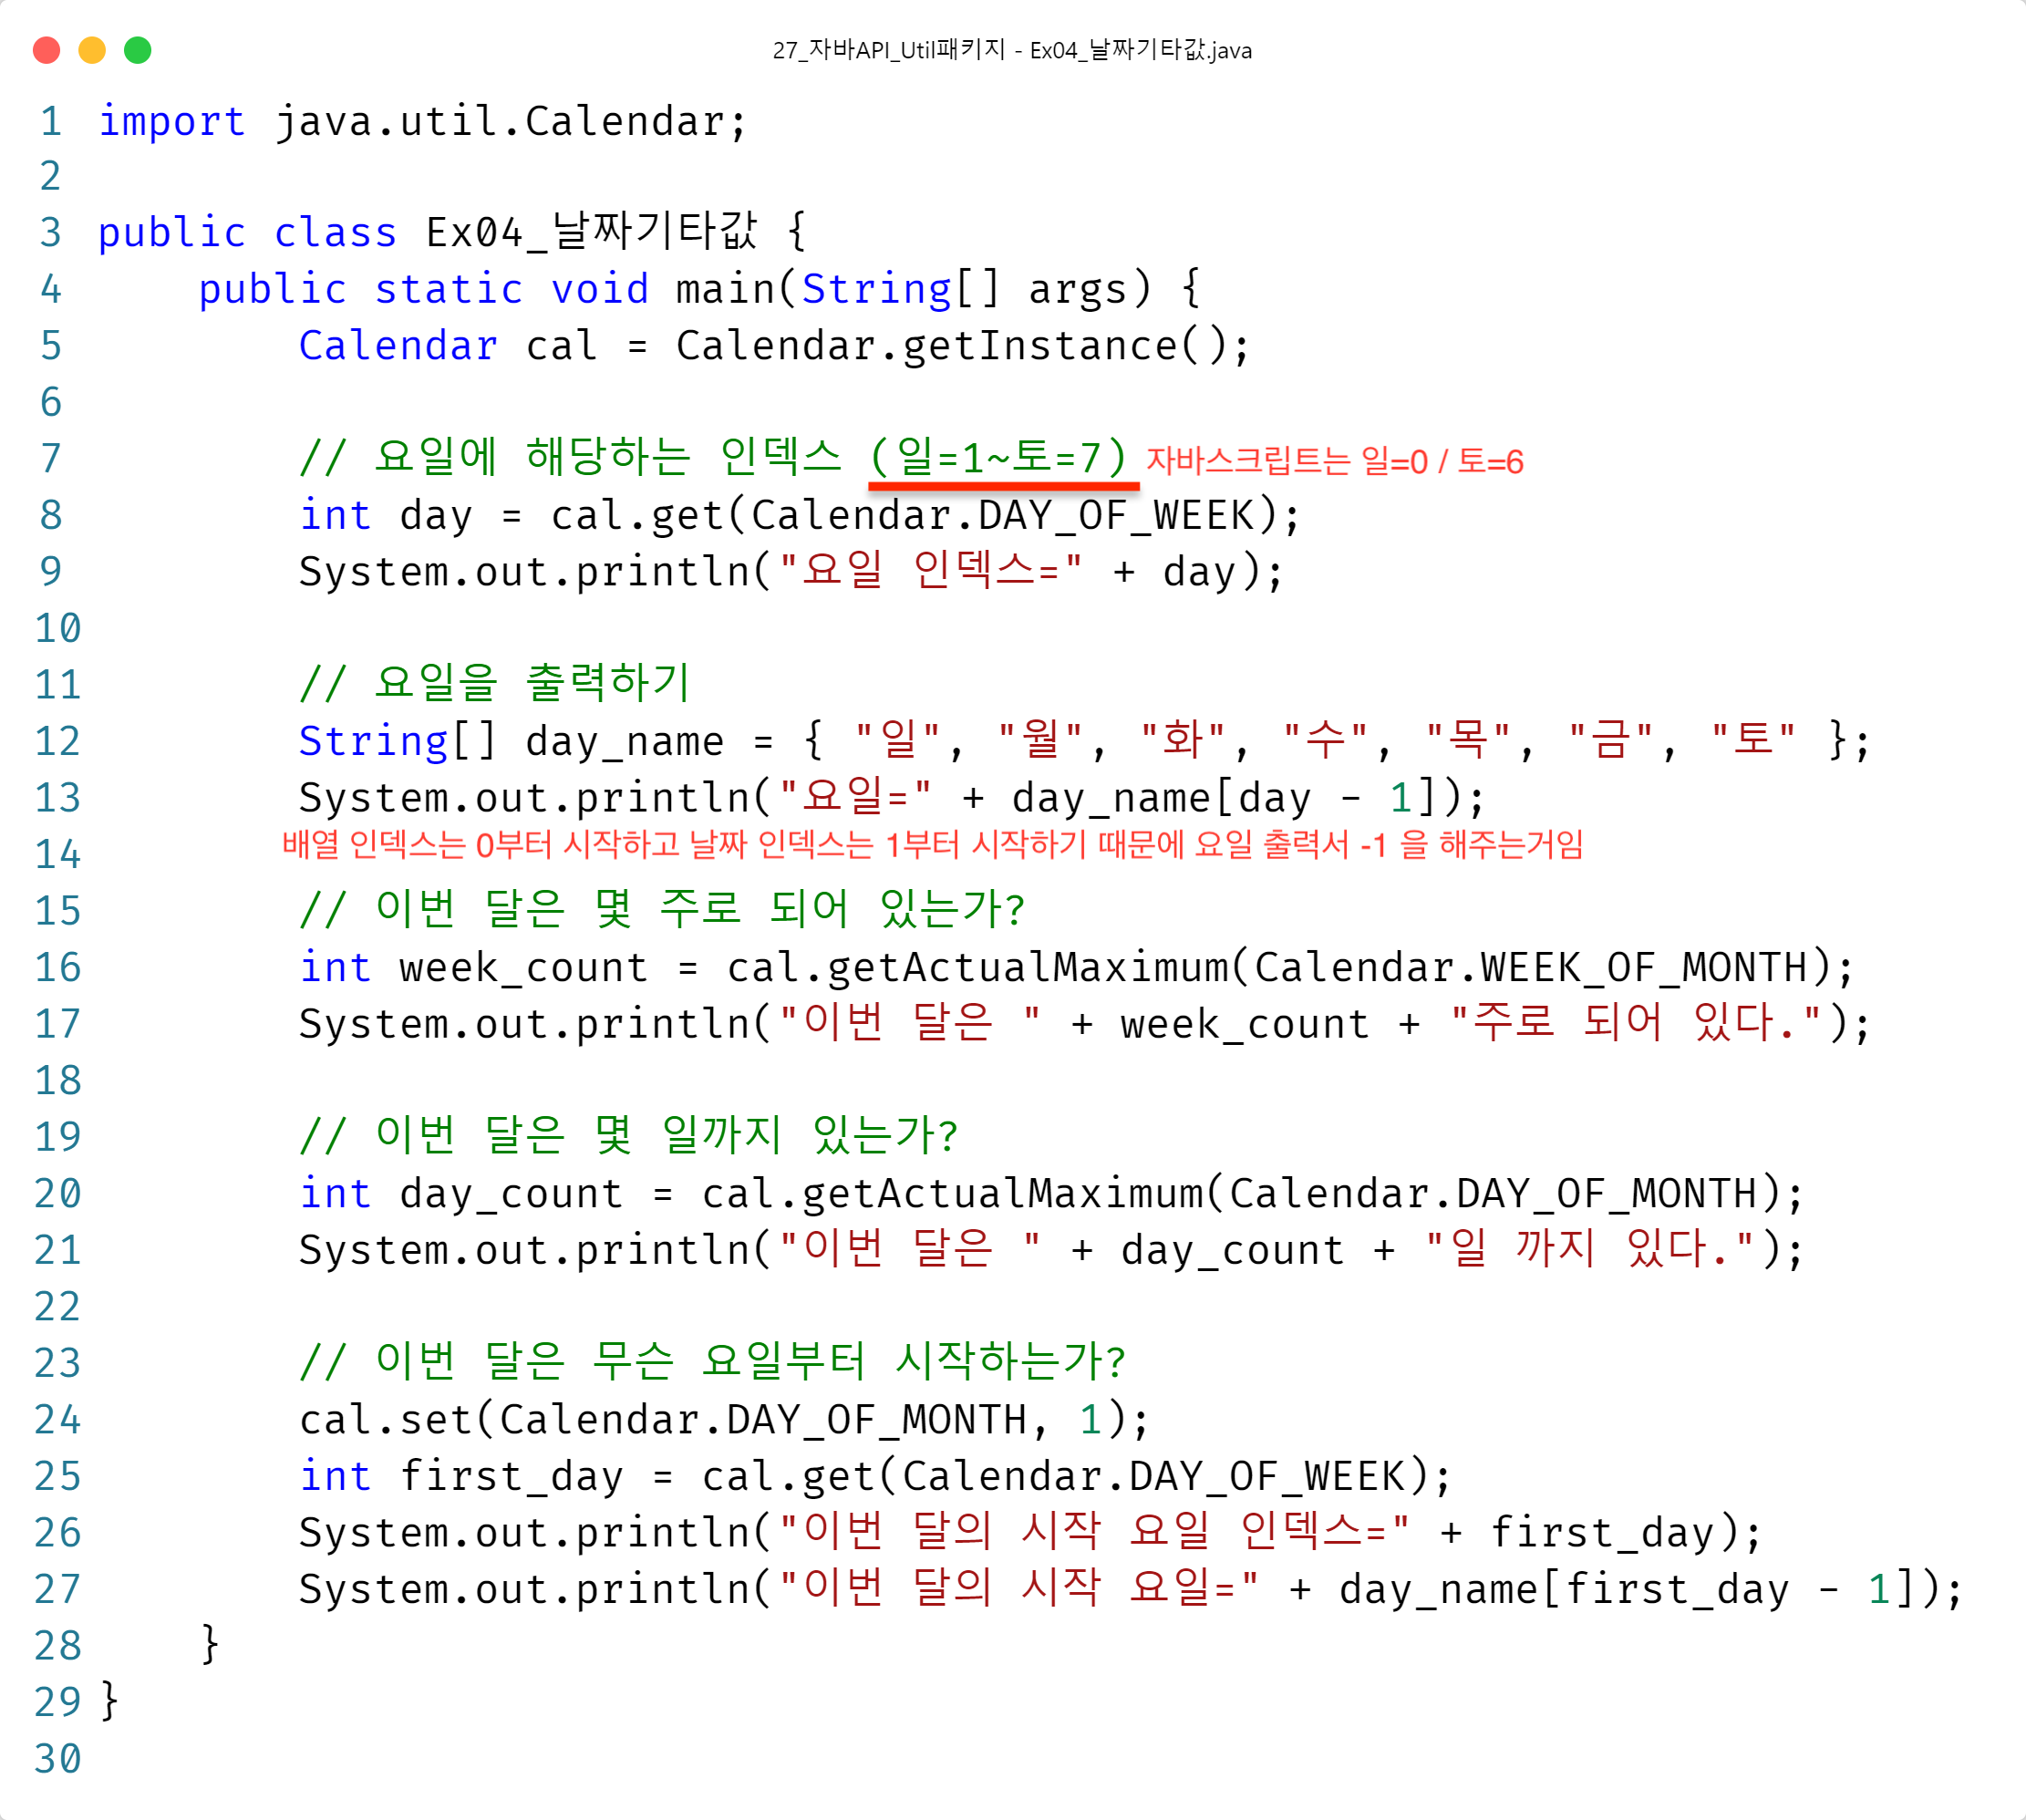 27_자바API_Util패키지 - Ex04_날짜기타값.java
1 import java.util.Calendar;
2
3 public class Ex04_날짜기타값 {
4     public static void main(String[] args) {
5         Calendar cal = Calendar.getInstance();
6
7         // 요일에 해당하는 인덱스 (일=1~토=7) 자바스크립트는 일=0 / 토=6
8         int day = cal.get(Calendar.DAY_OF_WEEK);
9         System.out.println("요일 인덱스=" + day);
10
11         // 요일을 출력하기
12         String[] day_name = { "일", "월", "화", "수", "목", "금", "토" };
13         System.out.println("요일=" + day_name[day - 1]);
14         배열 인덱스는 0부터 시작하고 날짜 인덱스는 1부터 시작하기 때문에 요일 출력서 -1 을 해주는거임
15         // 이번 달은 몇 주로 되어 있는가?
16         int week_count = cal.getActualMaximum(Calendar.WEEK_OF_MONTH);
17         System.out.println("이번 달은 " + week_count + "주로 되어 있다.");
18
19         // 이번 달은 몇 일까지 있는가?
20         int day_count = cal.getActualMaximum(Calendar.DAY_OF_MONTH);
21         System.out.println("이번 달은 " + day_count + "일 까지 있다.");
22
23         // 이번 달은 무슨 요일부터 시작하는가?
24         cal.set(Calendar.DAY_OF_MONTH, 1);
25         int first_day = cal.get(Calendar.DAY_OF_WEEK);
26         System.out.println("이번 달의 시작 요일 인덱스=" + first_day);
27         System.out.println("이번 달의 시작 요일=" + day_name[first_day - 1]);
28     }
29 }
30